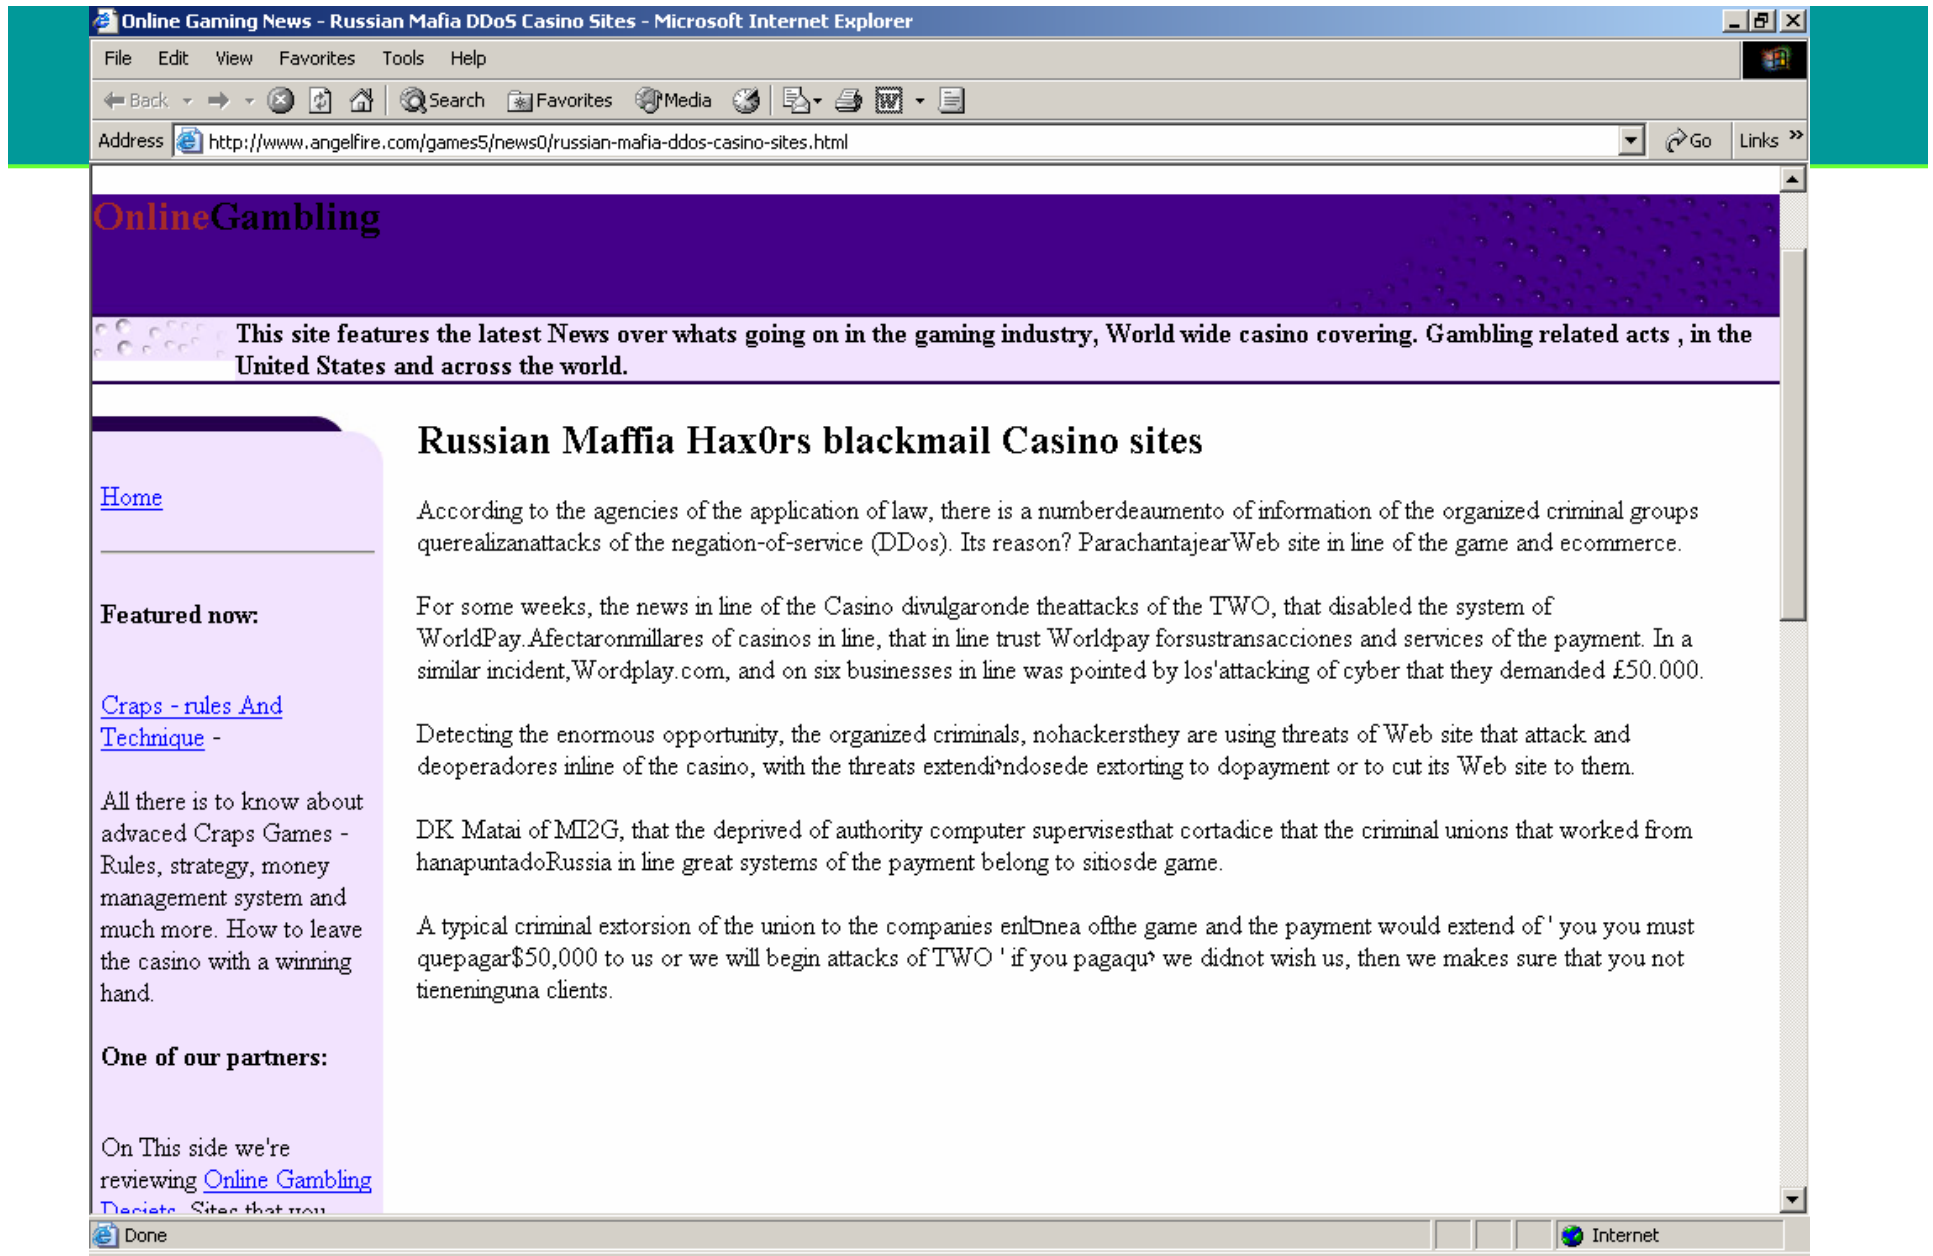 Online Gaming News - Russian Mafia DDoS Casino Sites - Microsoft Internet Explorer
File Edit View Favorites Tools Help
Back Search Favorites Media
Address http://www.angelfire.com/games5/news0/russian-mafia-ddos-casino-sites.html Go Links »
OnlineGambling
This site features the latest News over whats going on in the gaming industry, World wide casino covering. Gambling related acts , in the
United States and across the world.
Home
Featured now:
Craps - rules And
Technique -
All there is to know about
advaced Craps Games -
Rules, strategy, money
management system and
much more. How to leave
the casino with a winning
hand.
One of our partners:
On This side we're
reviewing Online Gambling
Deciets. Sites that you
Russian Maffia Hax0rs blackmail Casino sites
According to the agencies of the application of law, there is a numberdeaumento of information of the organized criminal groups
querealizanattacks of the negation-of-service (DDos). Its reason? ParachantajearWeb site in line of the game and ecommerce.
For some weeks, the news in line of the Casino divulgaronde theattacks of the TWO, that disabled the system of
WorldPay.Afectaronmillares of casinos in line, that in line trust Worldpay forsustransacciones and services of the payment. In a
similar incident,Wordplay.com, and on six businesses in line was pointed by los'attacking of cyber that they demanded £50.000.
Detecting the enormous opportunity, the organized criminals, nohackersthey are using threats of Web site that attack and
deoperadores inline of the casino, with the threats extendi^ndosede extorting to dopayment or to cut its Web site to them.
DK Matai of MI2G, that the deprived of authority computer supervisesthat cortadice that the criminal unions that worked from
hanapuntadoRussia in line great systems of the payment belong to sitiosde game.
A typical criminal extorsion of the union to the companies enl□nea ofthe game and the payment would extend of ' you you must
quepagar$50,000 to us or we will begin attacks of TWO ' if you pagaqu^ we didnot wish us, then we makes sure that you not
tieneninguna clients.
Done Internet